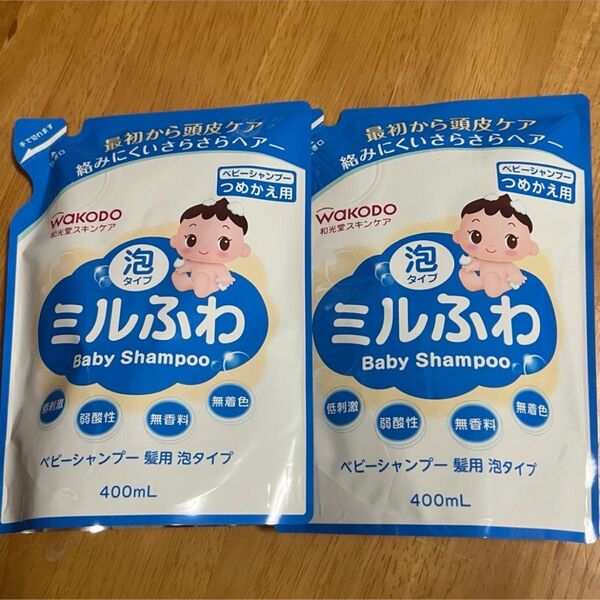 手で切れます
最初から頭皮ケア
絡みにくいさらさらヘアー
ベビーシャンプー
つめかえ用
WAKODO
和光堂スキンケア
泡
タイプ
ミルふわ
Baby Shampoo
低刺激
弱酸性
無香料
無着色
ベビーシャンプー 髪用 泡タイプ
400mL
最初から頭皮ケア
絡みにくいさらさらヘアー
ベビーシャンプー
つめかえ用
WAKODO
和光堂スキンケア
泡
タイプ
ミルふわ
Baby Shampoo
低刺激
弱酸性
無香料
無着色
ベビーシャンプー 髪用 泡タイプ
400mL